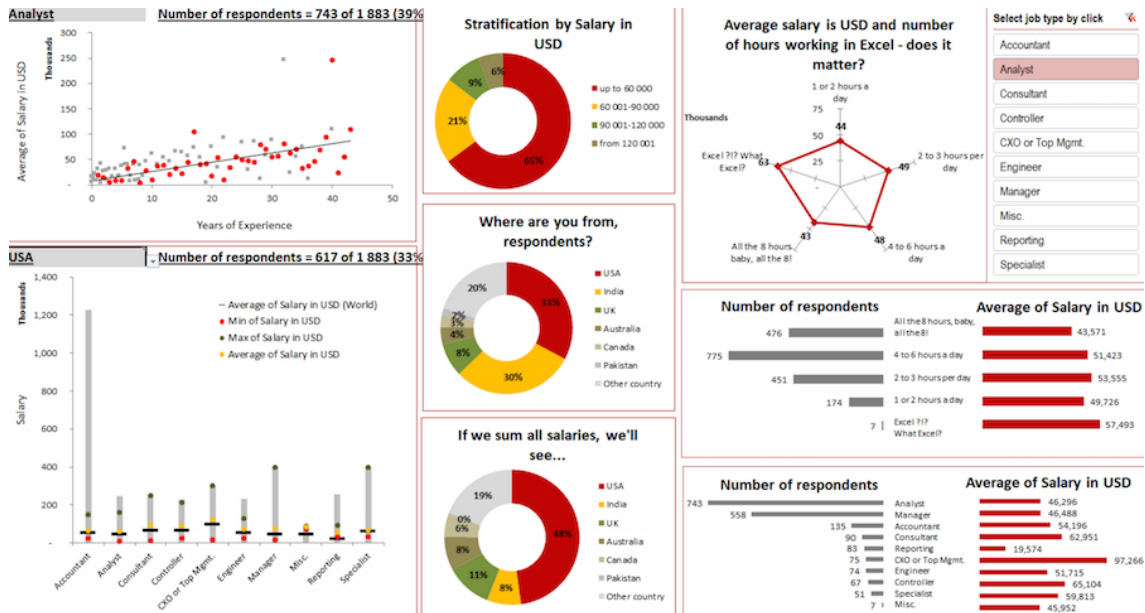 Analyst
Number of respondents = 743 of 1 883 (39%
Thousands
Average of Salary in USD
300
250
200
150
100
50
-
0
10
20
30
40
50
Years of Experience
USA
Number of respondents = 617 of 1 883 (33%
Thousands
Salary
1,400
1,200
1,000
800
600
400
200
-
Average of Salary in USD (World)
Min of Salary in USD
Max of Salary in USD
Average of Salary in USD
Accountant
Analyst
Consultant
Controller
CXO or Top Mgmt.
Engineer
Manager
Misc.
Reporting
Specialist
Stratification by Salary in
USD
6%
9%
21%
65%
up to 60 000
60 001-90 000
90 001-120 000
from 120 001
Where are you from,
respondents?
20%
2%
3%
4%
8%
30%
33%
USA
India
UK
Australia
Canada
Pakistan
Other country
If we sum all salaries, we'll
see...
19%
0%
6%
8%
11%
8%
48%
USA
India
UK
Australia
Canada
Pakistan
Other country
Average salary is USD and number
of hours working in Excel - does it
matter?
Thousands
1 or 2 hours a
day
75
50
44
25
-
2 to 3 hours per
day
49
4 to 6 hours a
day
48
All the 8 hours,
baby, all the 8!
43
Excel ?!? What
Excel?
63
Select job type by click
Accountant
Analyst
Consultant
Controller
CXO or Top Mgmt.
Engineer
Manager
Misc.
Reporting
Specialist
Number of respondents
Average of Salary in USD
476
All the 8 hours, baby,
all the 8!
43,571
775
4 to 6 hours a day
51,423
451
2 to 3 hours per day
53,555
174
1 or 2 hours a day
49,726
7
Excel ?!?
What Excel?
57,493
Number of respondents
Average of Salary in USD
743
Analyst
46,296
558
Manager
46,488
135
Accountant
54,196
90
Consultant
62,951
83
Reporting
19,574
75
CXO or Top Mgmt.
97,266
74
Engineer
51,715
67
Controller
65,104
51
Specialist
59,813
7
Misc.
45,952